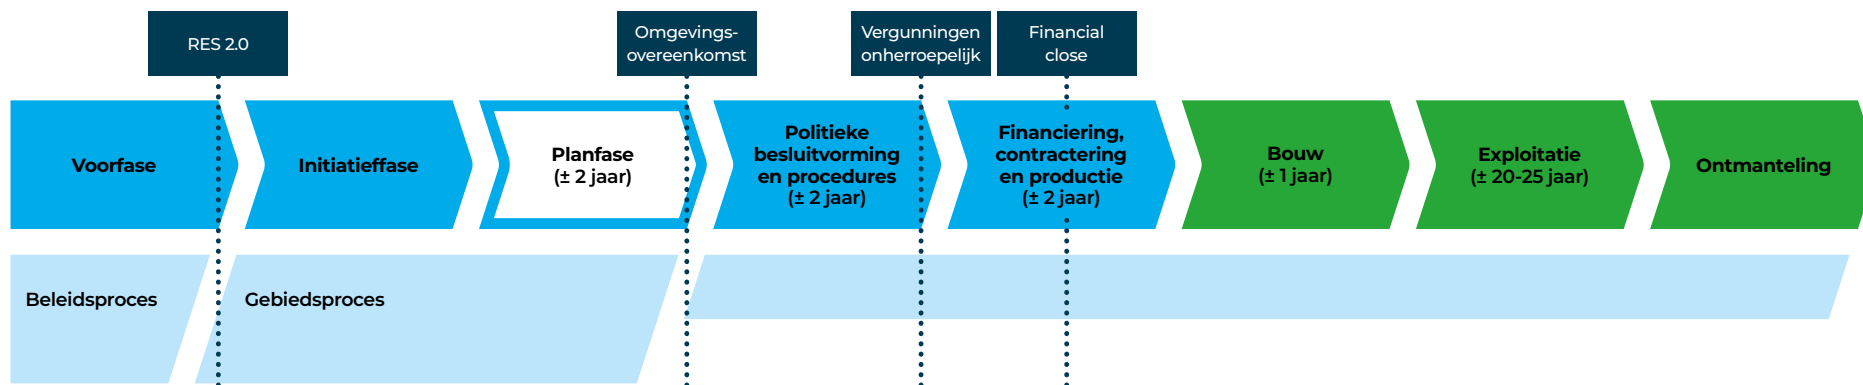 RES 2.0
Omgevings-
overeenkomst
Vergunningen
onherroepelijk
Financial
close
Voorfase
Initiatieffase
Planfase
(± 2 jaar)
Politieke
besluitvorming
en procedures
(± 2 jaar)
Financiering,
contractering
en productie
(± 2 jaar)
Bouw
(± 1 jaar)
Exploitatie
(± 20-25 jaar)
Ontmanteling
Beleidsproces
Gebiedsproces